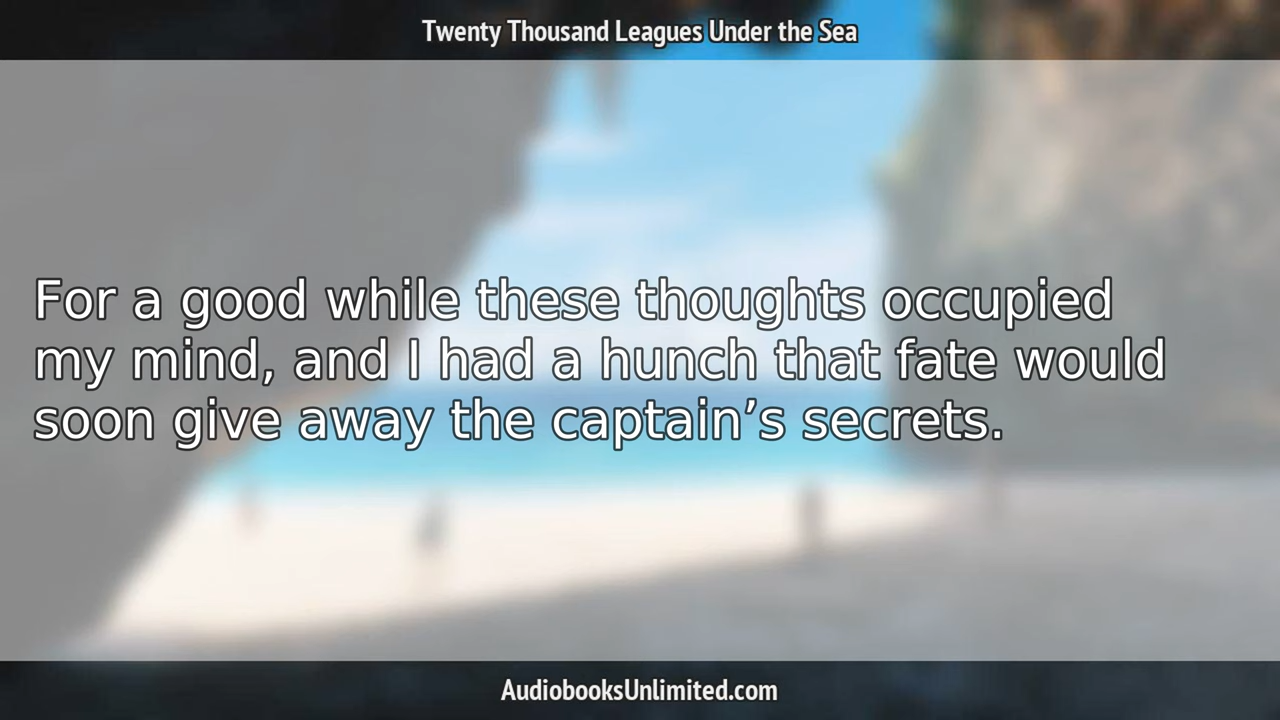 Twenty Thousand Leagues Under the Sea
For a good while these thoughts occupied
my mind, and I had a hunch that fate would
soon give away the captain’s secrets.
AudiobooksUnlimited.com